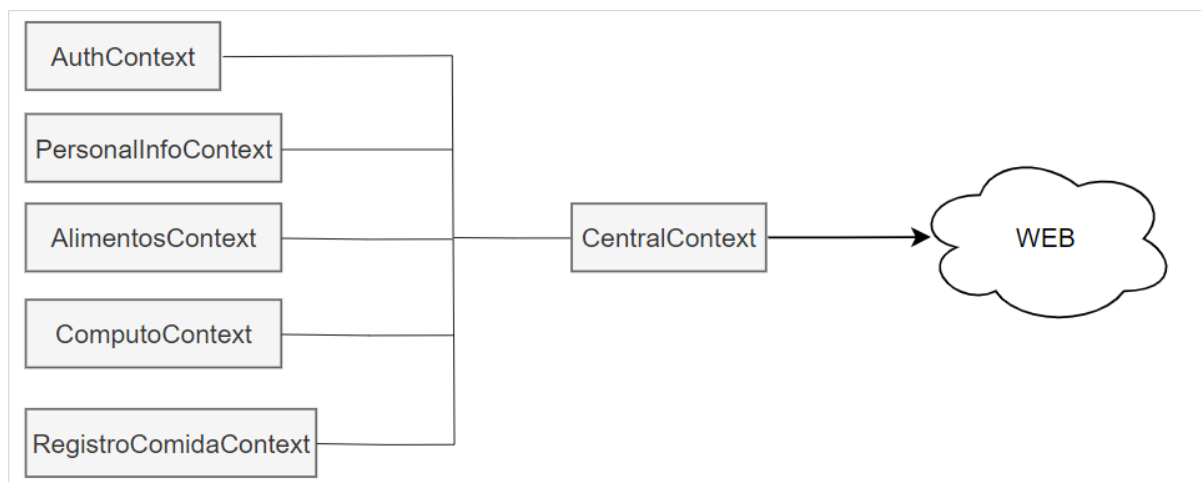 AuthContext
PersonalInfoContext
AlimentosContext
ComputoContext
RegistroComidaContext
CentralContext
WEB